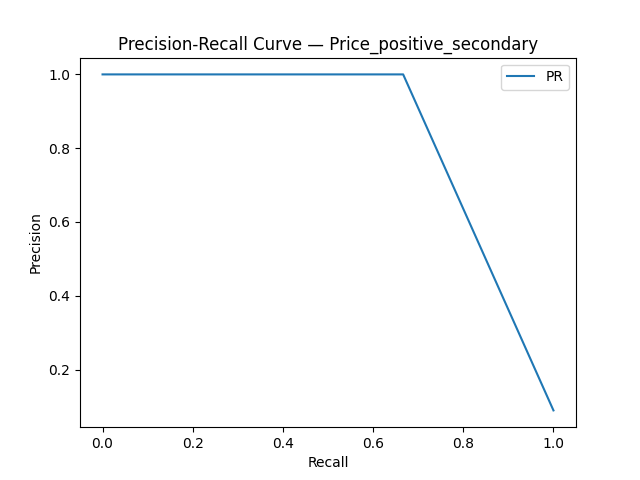 Precision-Recall Curve — Price_positive_secondary
PR
1.0
0.8
0.6
0.4
0.2
Precision
0.0 0.2 0.4 0.6 0.8 1.0
Recall